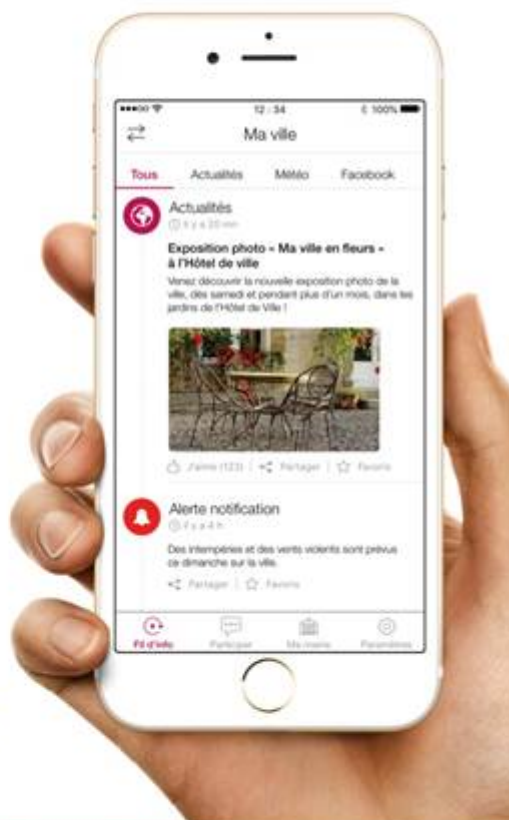 12:34
100%
Ma ville
Tous Actualités Météo Facebook
Actualités
il y a 20 min
Exposition photo « Ma ville en fleurs »
à l'Hôtel de ville
Venez découvrir la nouvelle exposition photo de la
ville, dès samedi et pendant plus d'un mois, dans les
jardins de l'Hôtel de Ville !
J'aime (123) Partager Favoris
Alerte notification
il y a 4 h
Des intempéries et des vents violents sont prévus
ce dimanche sur la ville.
Partager Favoris
Fil d'info Participer Ma mairie Paramètres